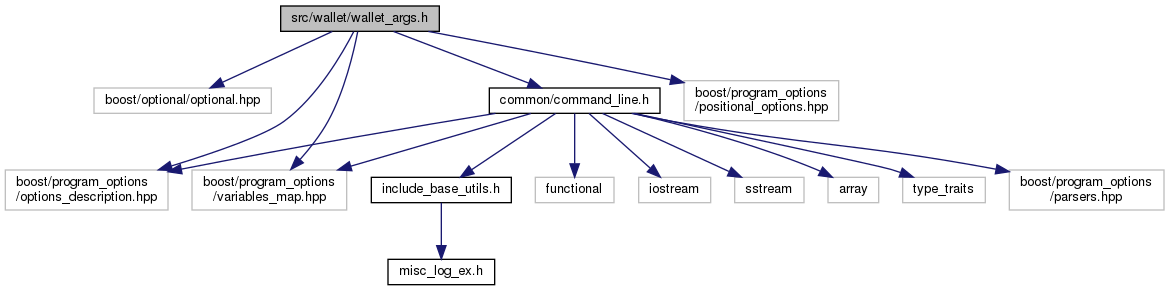 src/wallet/wallet_args.h
boost/optional/optional.hpp
common/command_line.h
boost/program_options
/positional_options.hpp
boost/program_options
/options_description.hpp
boost/program_options
/variables_map.hpp
include_base_utils.h
functional
iostream
sstream
array
type_traits
boost/program_options
/parsers.hpp
misc_log_ex.h